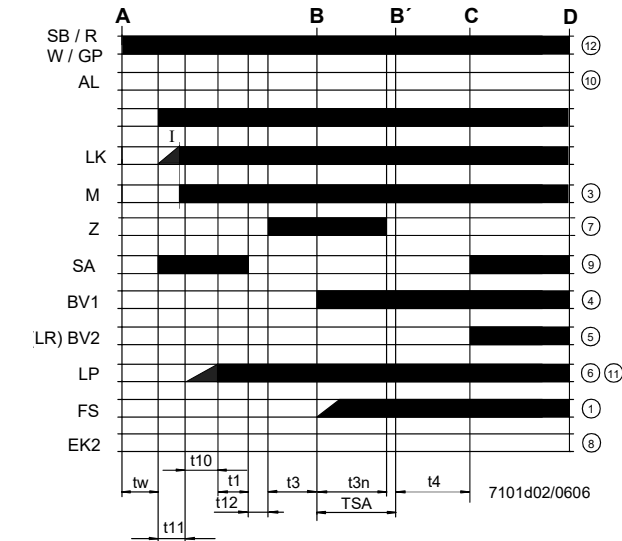 A B B´ C D
SB / R
W / GP
12
AL 10
I
LK
M 3
Z 7
SA 9
BV1 4
LR) BV2 5
LP 6 11
FS 1
EK2 8
t10
tw t1 t3 t3n t4 7101d02/0606
t12 TSA
t11